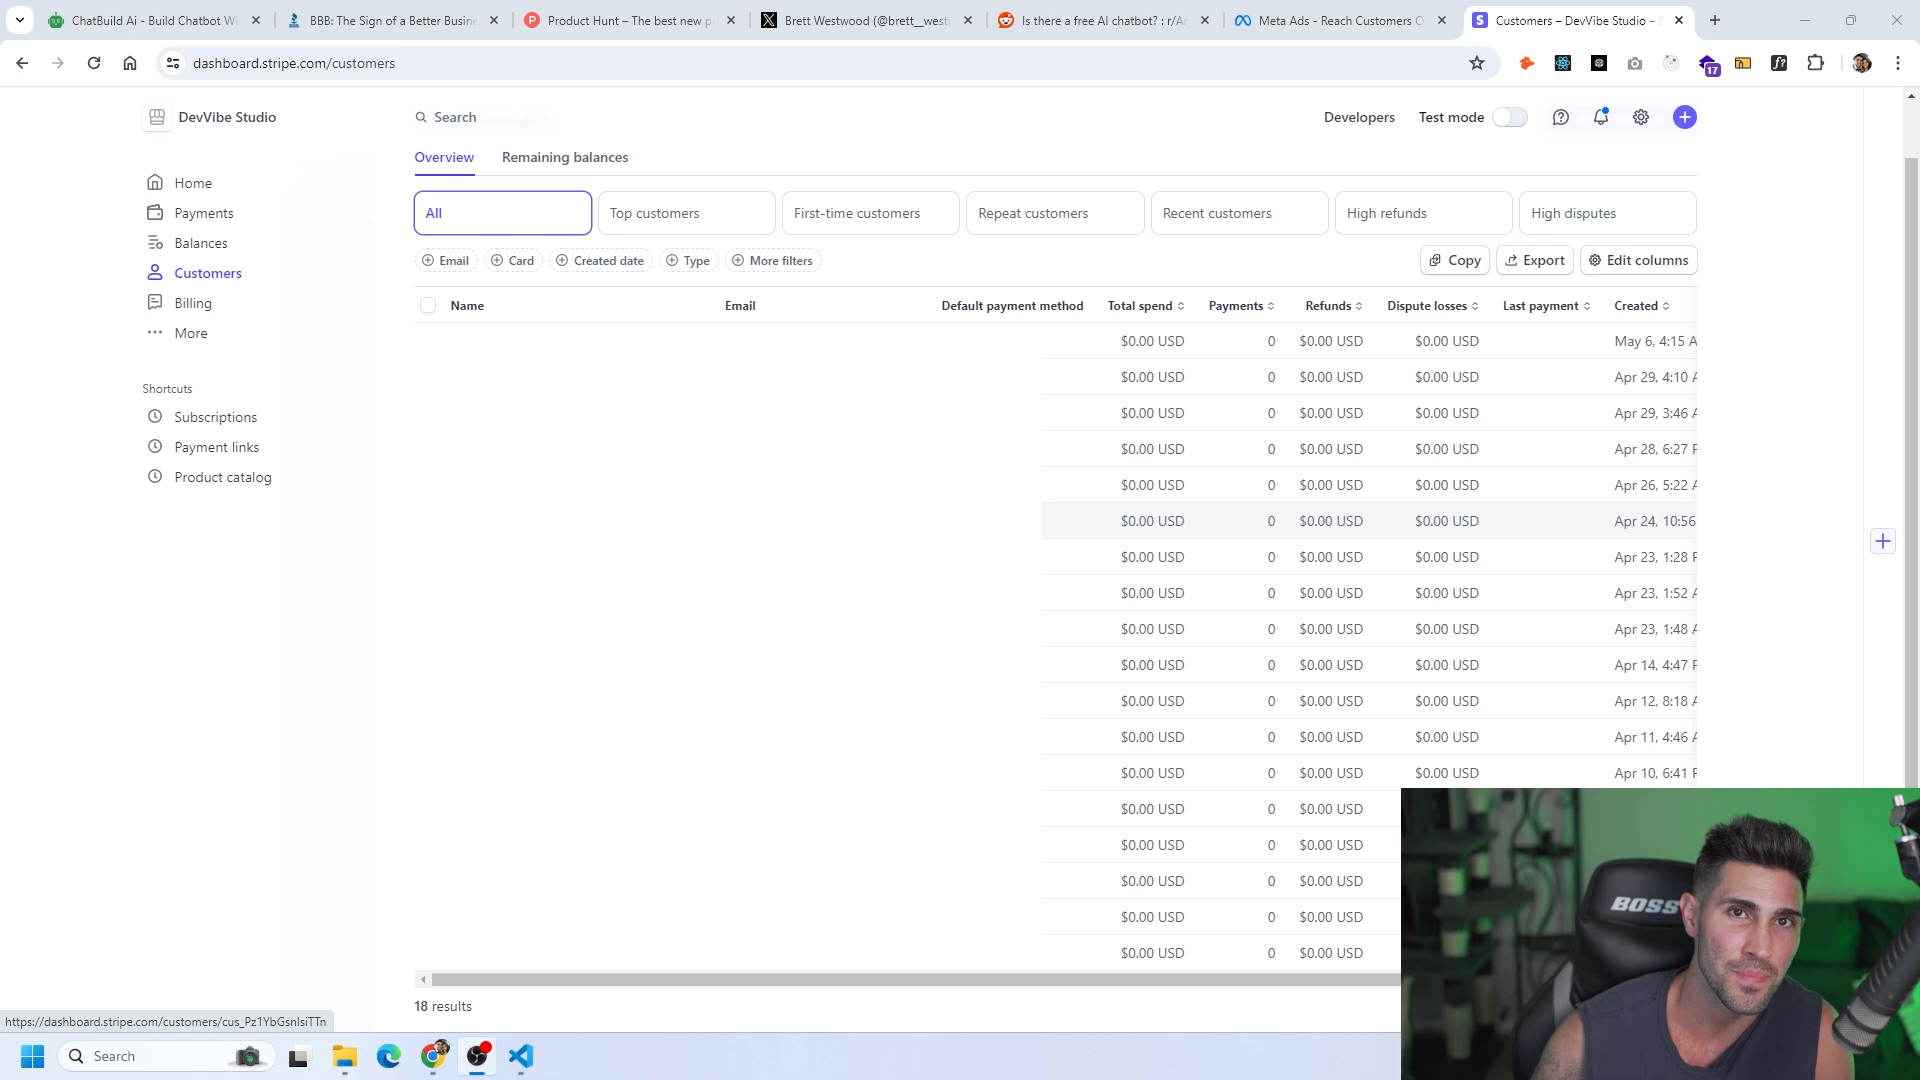 ChatBuild Ai - Build Chatbot Wi
BBB: The Sign of a Better Busine
Product Hunt – The best new p
Brett Westwood (@brett__west
Is there a free AI chatbot? : r/Ar
Meta Ads - Reach Customers O
Customers – DevVibe Studio –
dashboard.stripe.com/customers
17
DevVibe Studio
Search
Developers
Test mode
Overview
Remaining balances
Home
Payments
Balances
Customers
Billing
More
Shortcuts
Subscriptions
Payment links
Product catalog
All
Top customers
First-time customers
Repeat customers
Recent customers
High refunds
High disputes
Email
Card
Created date
Type
More filters
Copy
Export
Edit columns
Name Email Default payment method Total spend Payments Refunds Dispute losses Last payment Created
$0.00 USD 0 $0.00 USD $0.00 USD May 6, 4:15 A
$0.00 USD 0 $0.00 USD $0.00 USD Apr 29, 4:10 A
$0.00 USD 0 $0.00 USD $0.00 USD Apr 29, 3:46 A
$0.00 USD 0 $0.00 USD $0.00 USD Apr 28, 6:27 P
$0.00 USD 0 $0.00 USD $0.00 USD Apr 26, 5:22 A
$0.00 USD 0 $0.00 USD $0.00 USD Apr 24, 10:56
$0.00 USD 0 $0.00 USD $0.00 USD Apr 23, 1:28 P
$0.00 USD 0 $0.00 USD $0.00 USD Apr 23, 1:52 A
$0.00 USD 0 $0.00 USD $0.00 USD Apr 23, 1:48 A
$0.00 USD 0 $0.00 USD $0.00 USD Apr 14, 4:47 P
$0.00 USD 0 $0.00 USD $0.00 USD Apr 12, 8:18 A
$0.00 USD 0 $0.00 USD $0.00 USD Apr 11, 4:46 A
$0.00 USD 0 $0.00 USD $0.00 USD Apr 10, 6:41 P
$0.00 USD 0 $0.00 USD
$0.00 USD 0 $0.00 USD
$0.00 USD 0 $0.00 USD
$0.00 USD 0 $0.00 USD
$0.00 USD 0 $0.00 USD
18 results
https://dashboard.stripe.com/customers/cus_Pz1YbGsnlsiTTn
Search
BOSS